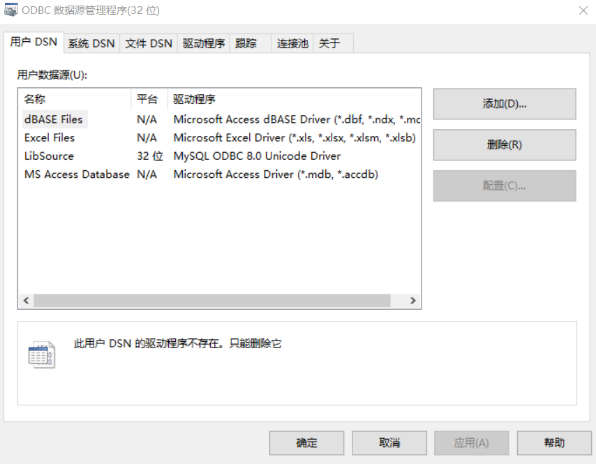 ODBC 数据源管理程序(32 位)
用户 DSN 系统 DSN 文件 DSN 驱动程序 跟踪 连接池 关于
用户数据源(U):
名称 平台 驱动程序
dBASE Files N/A Microsoft Access dBASE Driver (*.dbf, *.ndx, *.mc
Excel Files N/A Microsoft Excel Driver (*.xls, *.xlsx, *.xlsm, *.xlsb)
LibSource 32 位 MySQL ODBC 8.0 Unicode Driver
MS Access Database N/A Microsoft Access Driver (*.mdb, *.accdb)
添加(D)...
删除(R)
配置(C)...
此用户 DSN 的驱动程序不存在。只能删除它
确定 取消 应用(A) 帮助